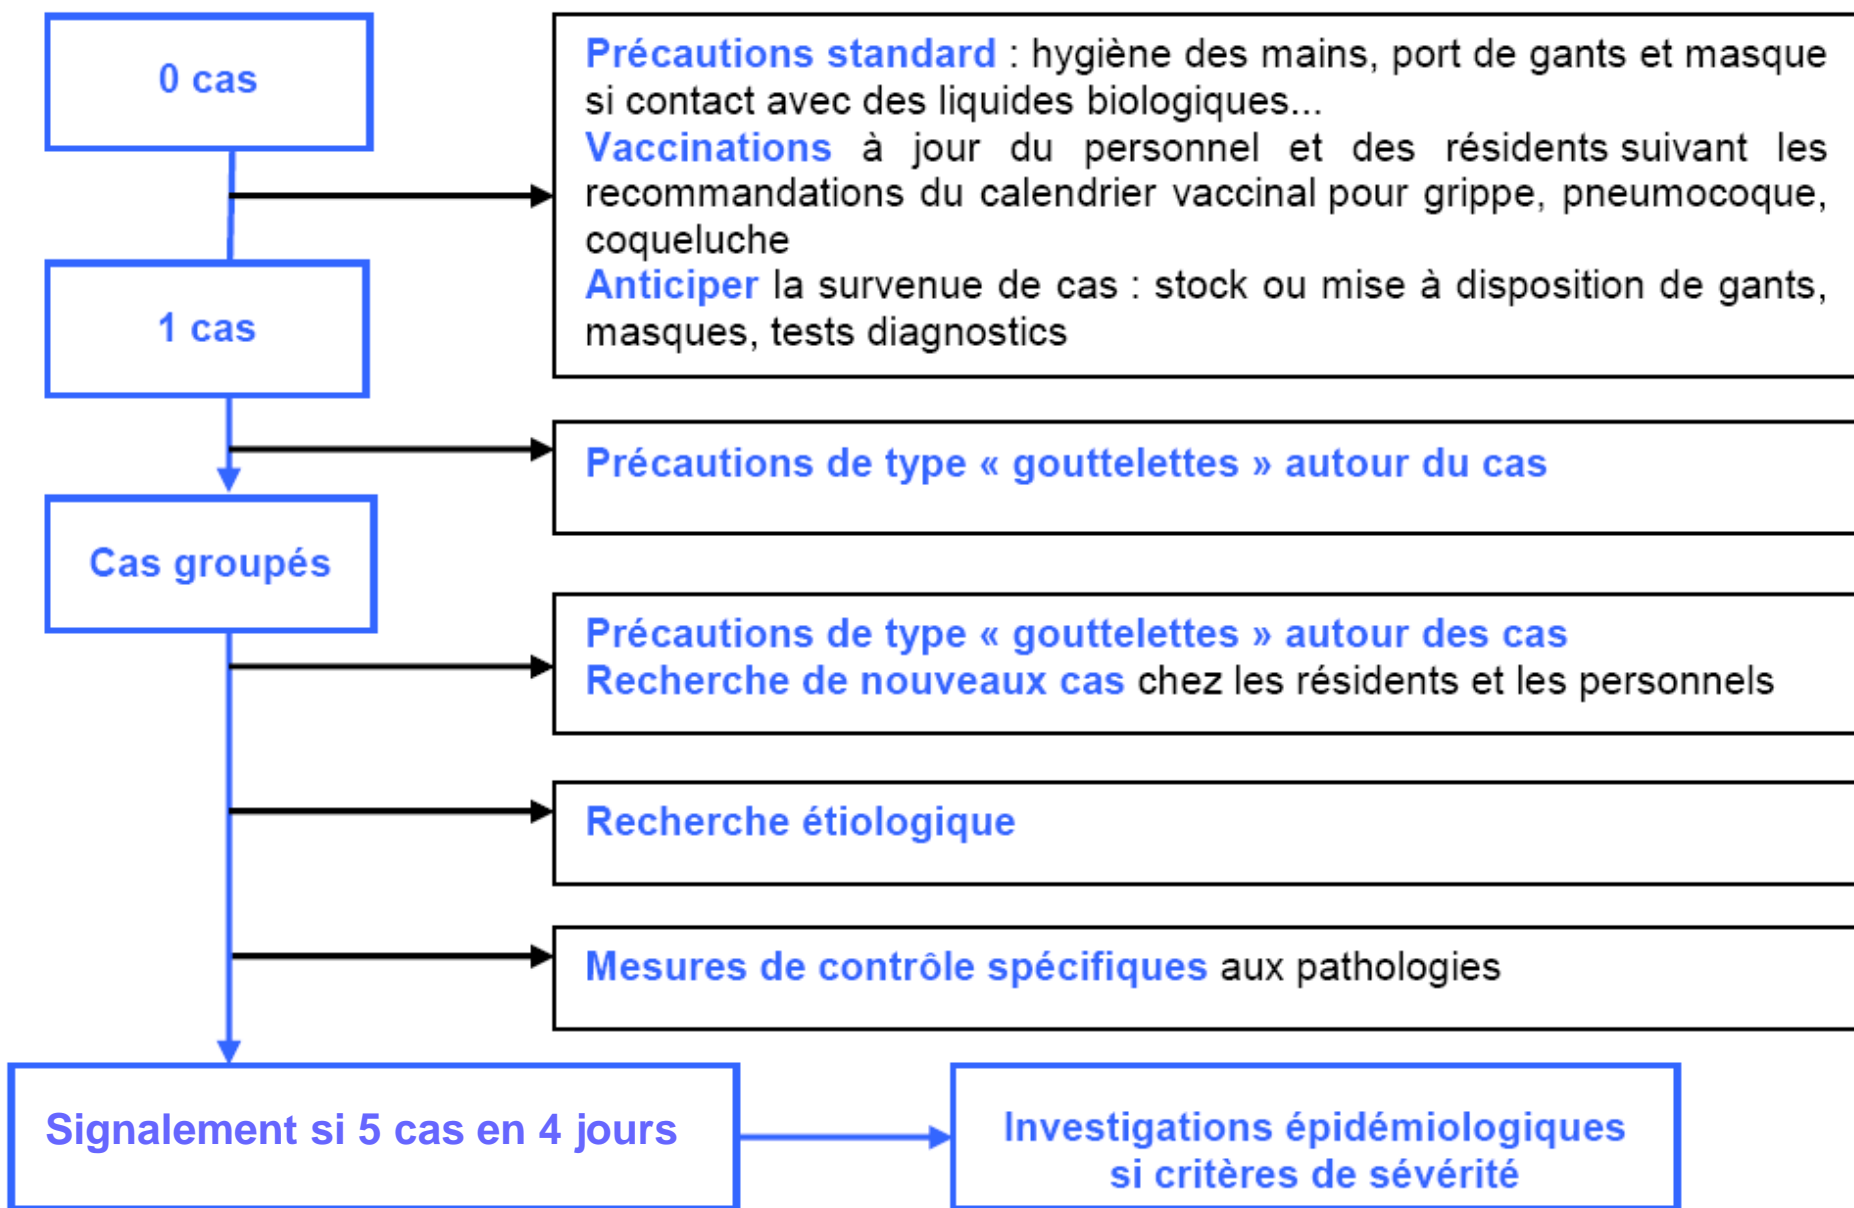 0 cas
Précautions standard : hygiène des mains, port de gants et masque
si contact avec des liquides biologiques...
Vaccinations à jour du personnel et des résidents suivant les
recommandations du calendrier vaccinal pour grippe, pneumocoque,
coqueluche
Anticiper la survenue de cas : stock ou mise à disposition de gants,
masques, tests diagnostics
1 cas
Précautions de type « gouttelettes » autour du cas
Cas groupés
Précautions de type « gouttelettes » autour des cas
Recherche de nouveaux cas chez les résidents et les personnels
Recherche étiologique
Mesures de contrôle spécifiques aux pathologies
Signalement si 5 cas en 4 jours
Investigations épidémiologiques
si critères de sévérité